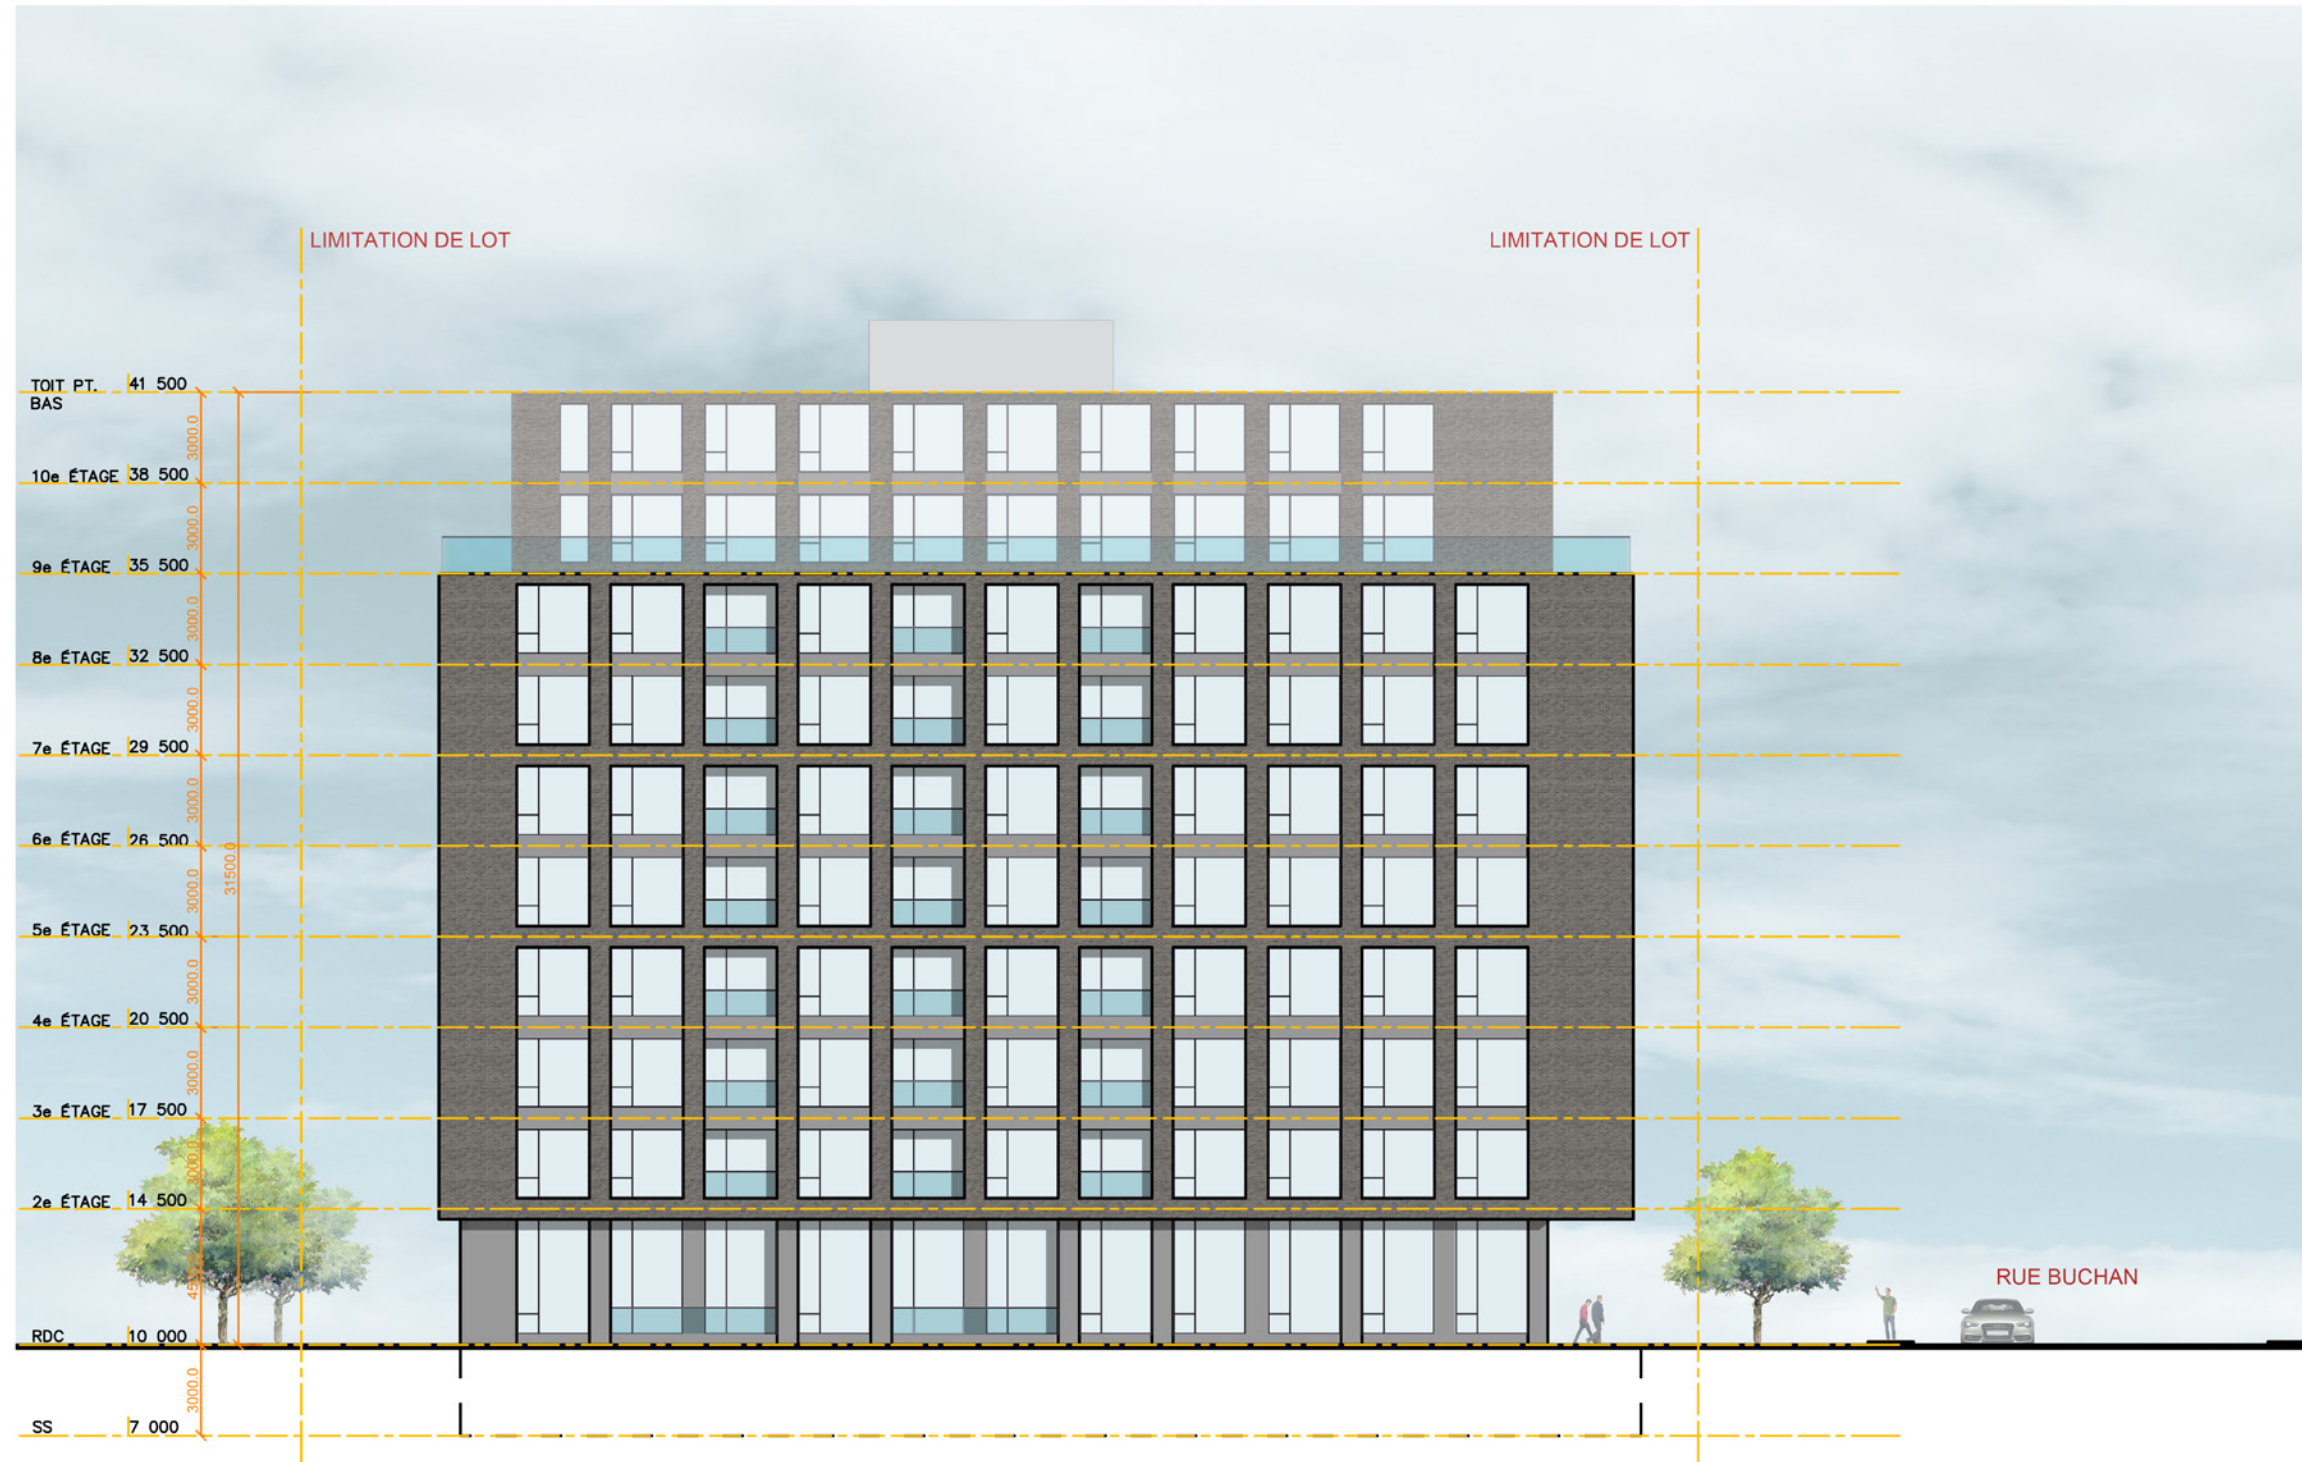 LIMITATION DE LOT
LIMITATION DE LOT
TOIT PT. 41 500
BAS
3000.0
10e ÉTAGE 38 500
3000.0
9e ÉTAGE 35 500
3000.0
8e ÉTAGE 32 500
3000.0
7e ÉTAGE 29 500
3000.0
6e ÉTAGE 26 500
31500.0
3000.0
5e ÉTAGE 23 500
3000.0
4e ÉTAGE 20 500
3000.0
3e ÉTAGE 17 500
3000.0
2e ÉTAGE 14 500
RUE BUCHAN
RDC 10 000
3000.0
SS 7 000